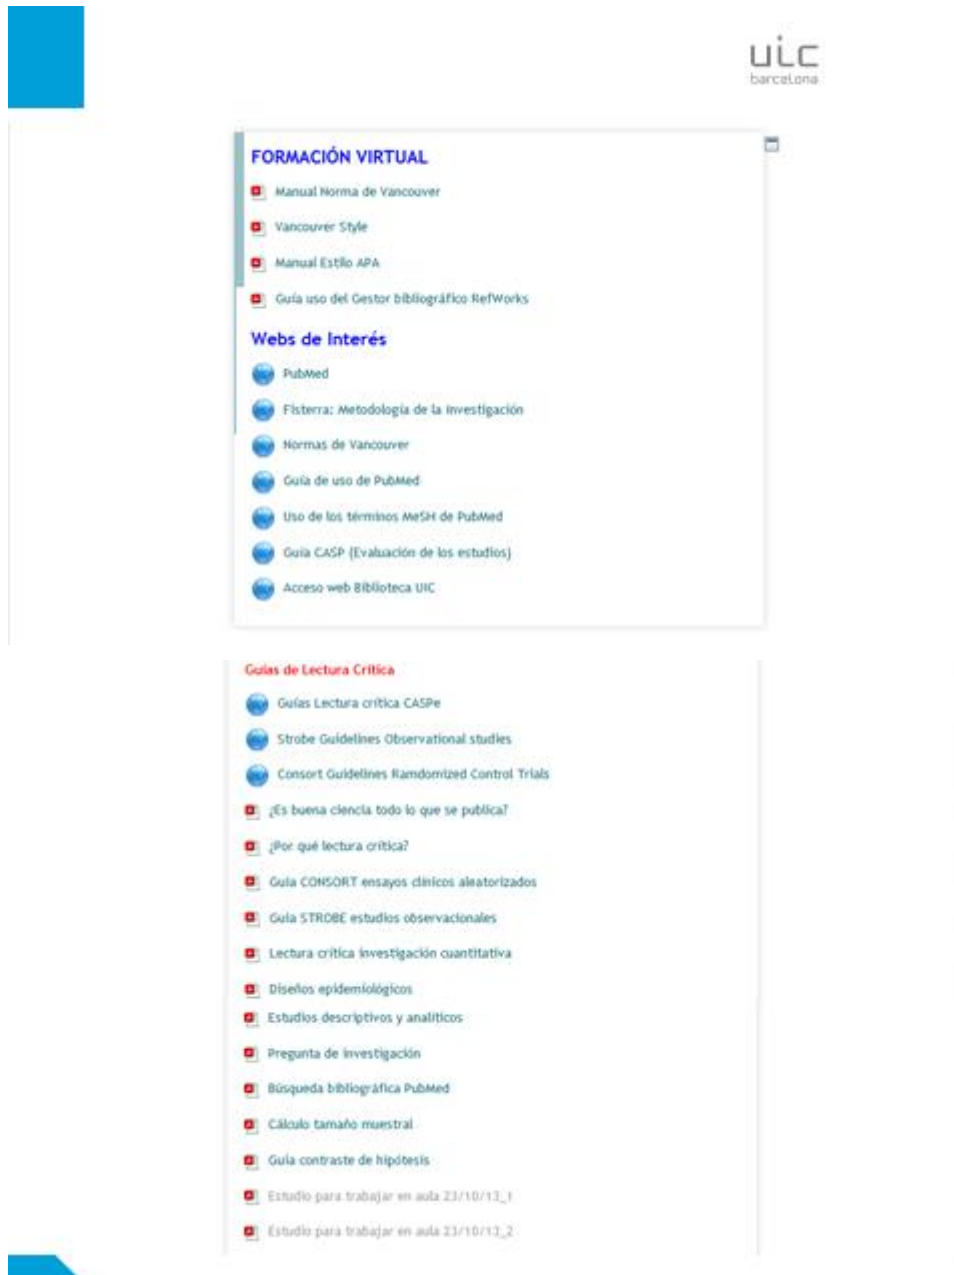 uic
barcelona
FORMACIÓN VIRTUAL
Manual Norma de Vancouver
Vancouver Style
Manual Estilo APA
Guía uso del Gestor bibliográfico RefWorks
Webs de Interés
PubMed
Fisterra: Metodología de la Investigación
Normas de Vancouver
Guía de uso de PubMed
Uso de los términos MeSH de PubMed
Guía CASP (Evaluación de los estudios)
Acceso web Biblioteca UIC
Guías de Lectura Crítica
Guías Lectura crítica CASPe
Strobe Guidelines Observational studies
Consort Guidelines Ramdomized Control Trials
¿Es buena ciencia todo lo que se publica?
¿Por qué lectura crítica?
Guía CONSORT ensayos clínicos aleatorizados
Guía STROBE estudios observacionales
Lectura crítica investigación cuantitativa
Diseños epidemiológicos
Estudios descriptivos y analíticos
Pregunta de investigación
Búsqueda bibliográfica PubMed
Cálculo tamaño muestral
Guía contraste de hipótesis
Estudio para trabajar en aula 23/10/13_1
Estudio para trabajar en aula 23/10/13_2